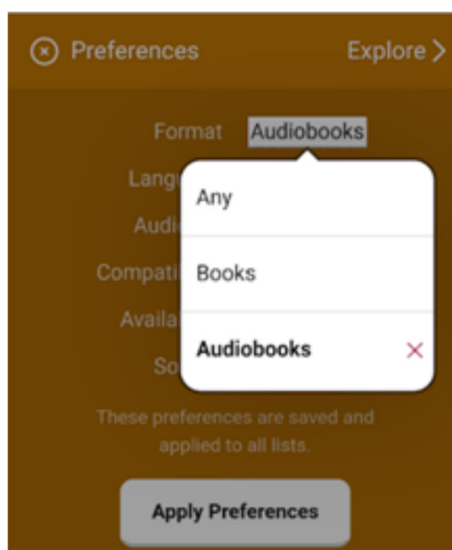 Preferences Explore
Format Audiobooks
Any
Books
Audiobooks
These preferences are saved and
applied to all lists.
Apply Preferences